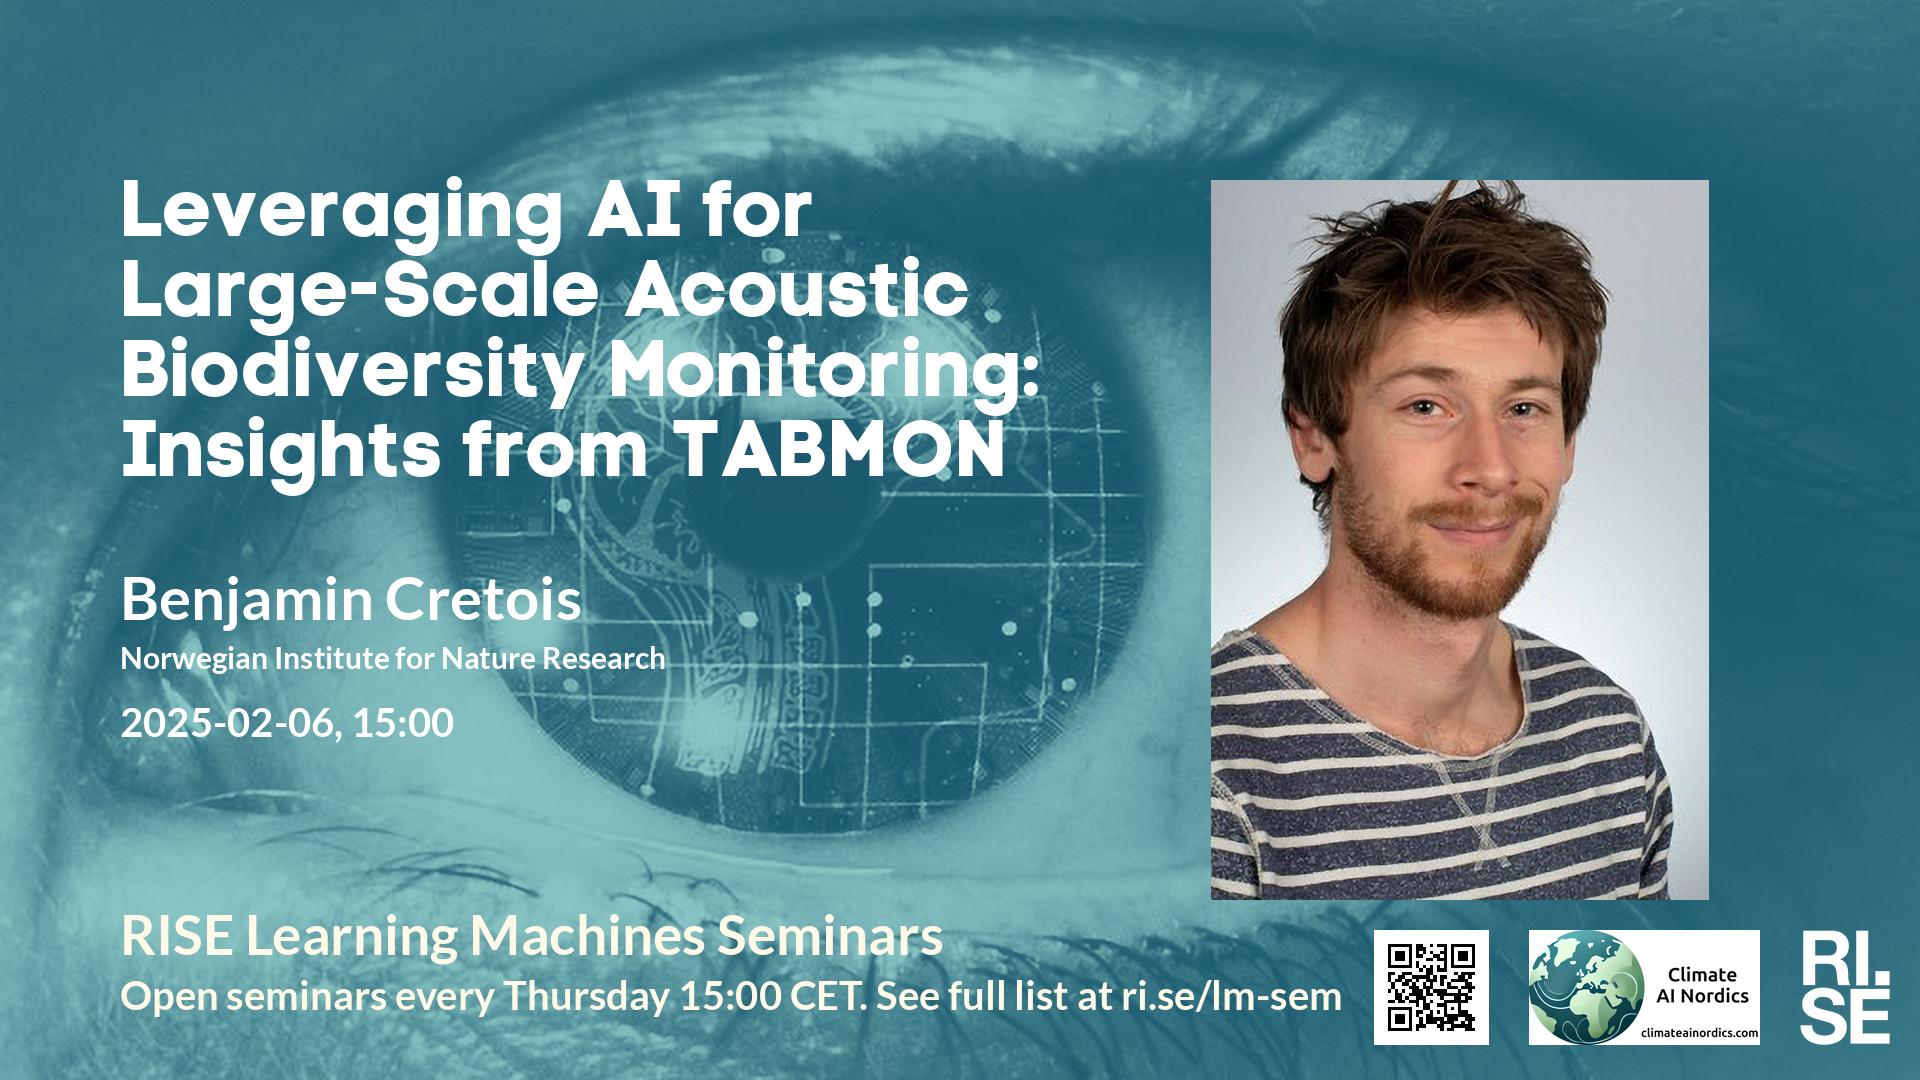 Leveraging AI for
Large-Scale Acoustic
Biodiversity Monitoring:
Insights from TABMON
Benjamin Cretois
Norwegian Institute for Nature Research
2025-02-06, 15:00
RISE Learning Machines Seminars
Open seminars every Thursday 15:00 CET. See full list at ri.se/lm-sem
Climate
AI Nordics
climateainordics.com
RI.
SE